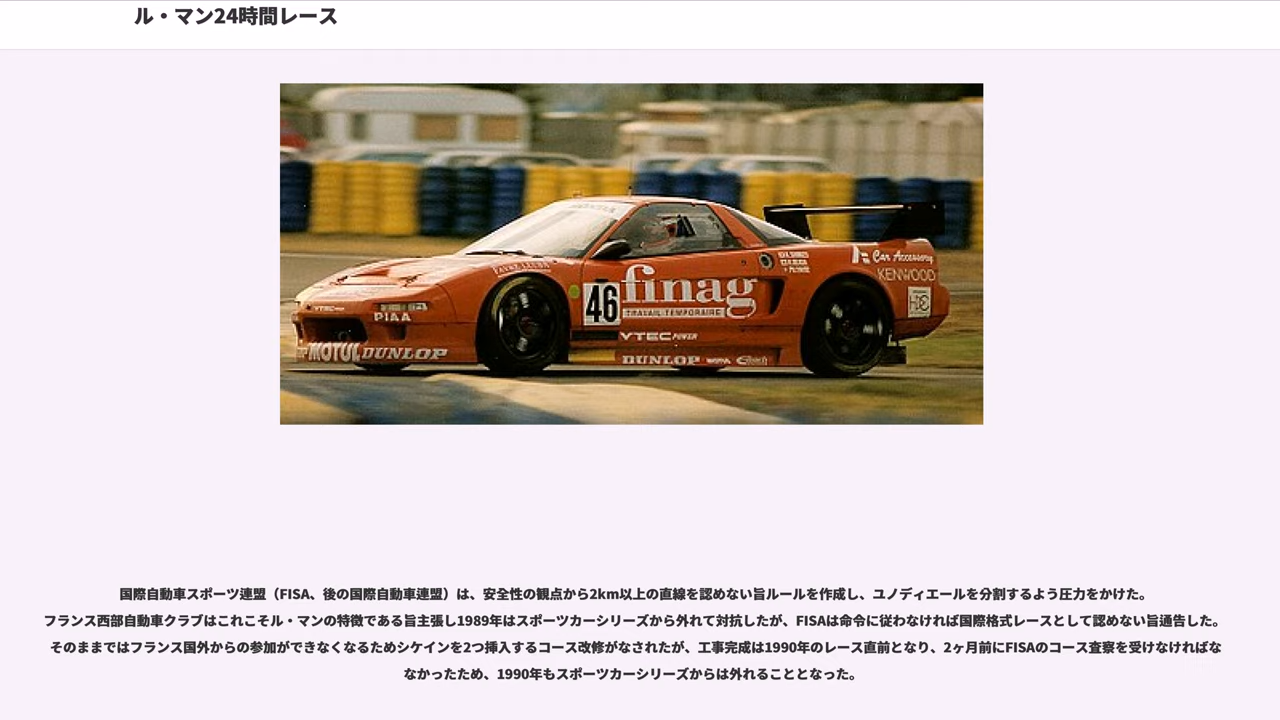 ル・マン24時間レース
finag
TRAVAIL TEMPORAIRE
46
Car Accessory
KENWOOD
PIAA
VTEC POWER
MOTUL DUNLOP
DUNLOP
国際自動車スポーツ連盟（FISA、後の国際自動車連盟）は、安全性の観点から2km以上の直線を認めない旨ルールを作成し、ユノディエールを分割するよう圧力をかけた。
フランス西部自動車クラブはこれこそル・マンの特徴である旨主張し1989年はスポーツカーシリーズから外れて対抗したが、FISAは命令に従わなければ国際格式レースとして認めない旨通告した。
そのままではフランス国外からの参加ができなくなるためシケインを2つ挿入するコース改修がなされたが、工事完成は1990年のレース直前となり、2ヶ月前にFISAのコース査察を受けなければな
なかったため、1990年もスポーツカーシリーズからは外れることとなった。